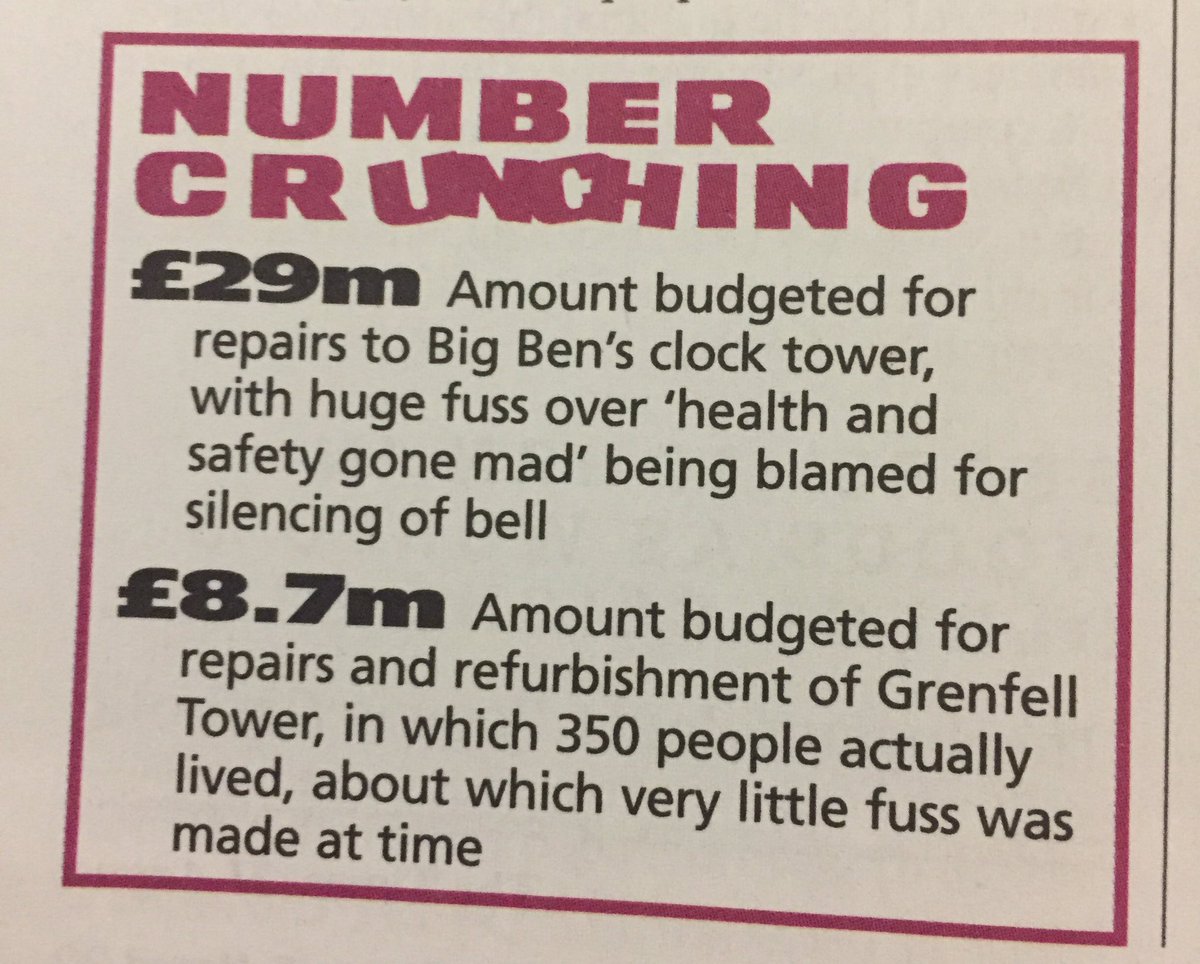 NUMBER
CRUNCHING
£29m Amount budgeted for
repairs to Big Ben’s clock tower,
with huge fuss over ‘health and
safety gone mad’ being blamed for
silencing of bell
£8.7m Amount budgeted for
repairs and refurbishment of Grenfell
Tower, in which 350 people actually
lived, about which very little fuss was
made at time